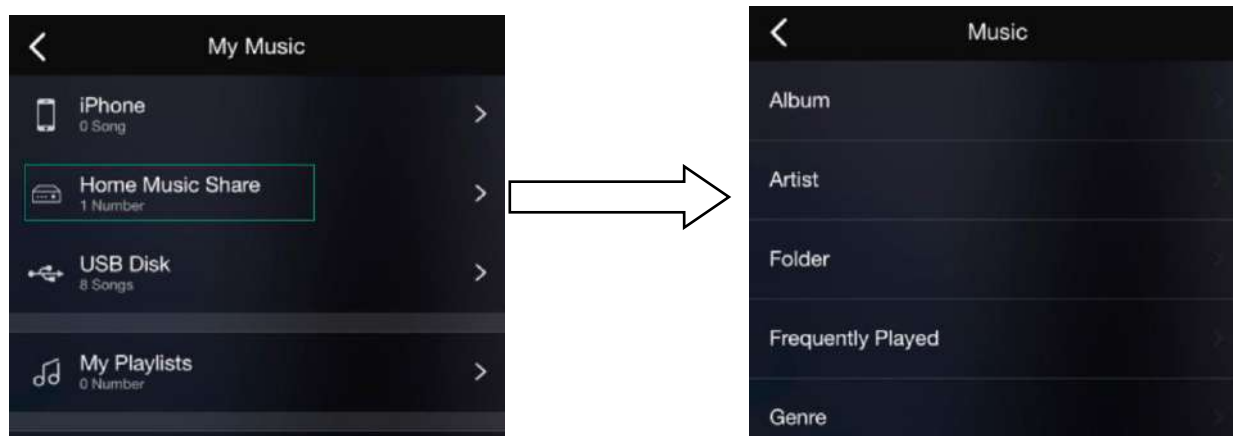 My Music
iPhone
0 Song
Home Music Share
1 Number
USB Disk
8 Songs
My Playlists
0 Number
Music
Album
Artist
Folder
Frequently Played
Genre